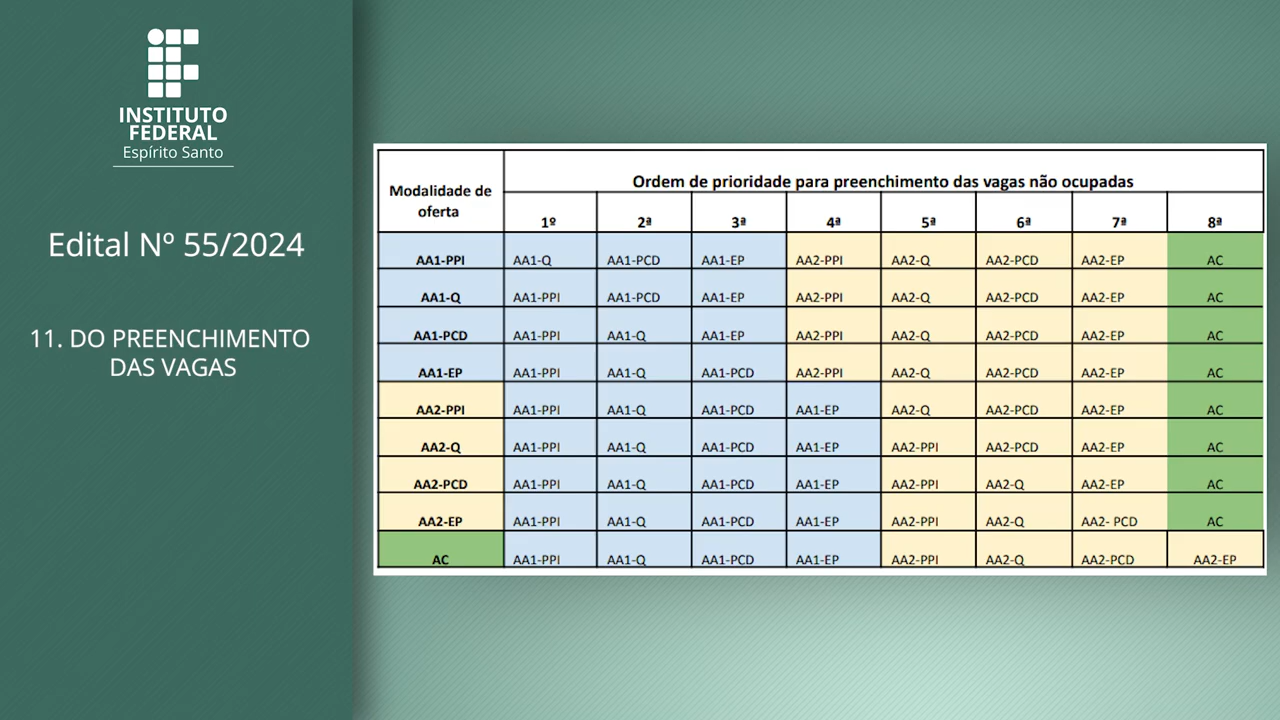 INSTITUTO
FEDERAL
Espírito Santo
Edital Nº 55/2024
11. DO PREENCHIMENTO
DAS VAGAS
Modalidade de
oferta
Ordem de prioridade para preenchimento das vagas não ocupadas
1º 2ª 3ª 4ª 5ª 6ª 7ª 8ª
AA1-PPI AA1-Q AA1-PCD AA1-EP AA2-PPI AA2-Q AA2-PCD AA2-EP AC
AA1-Q AA1-PPI AA1-PCD AA1-EP AA2-PPI AA2-Q AA2-PCD AA2-EP AC
AA1-PCD AA1-PPI AA1-Q AA1-EP AA2-PPI AA2-Q AA2-PCD AA2-EP AC
AA1-EP AA1-PPI AA1-Q AA1-PCD AA2-PPI AA2-Q AA2-PCD AA2-EP AC
AA2-PPI AA1-PPI AA1-Q AA1-PCD AA1-EP AA2-Q AA2-PCD AA2-EP AC
AA2-Q AA1-PPI AA1-Q AA1-PCD AA1-EP AA2-PPI AA2-PCD AA2-EP AC
AA2-PCD AA1-PPI AA1-Q AA1-PCD AA1-EP AA2-PPI AA2-Q AA2-EP AC
AA2-EP AA1-PPI AA1-Q AA1-PCD AA1-EP AA2-PPI AA2-Q AA2- PCD AC
AC AA1-PPI AA1-Q AA1-PCD AA1-EP AA2-PPI AA2-Q AA2-PCD AA2-EP